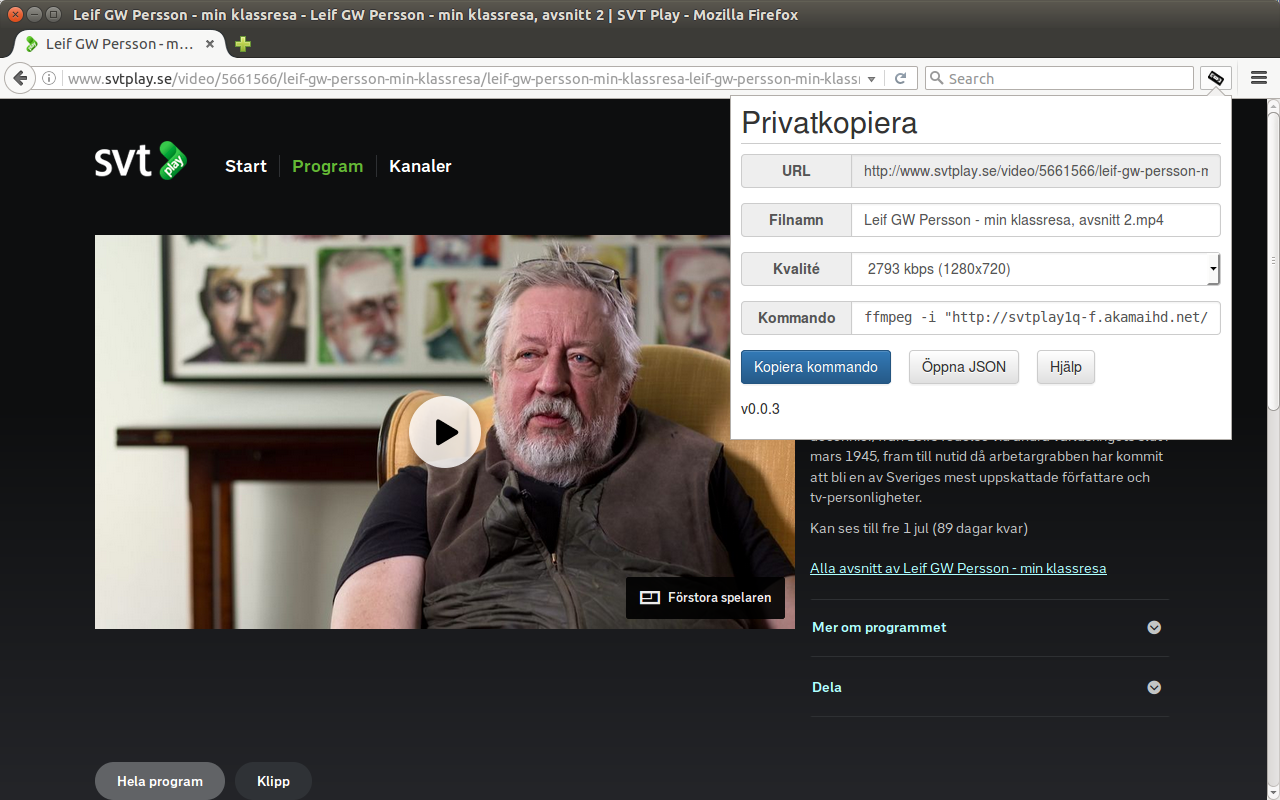 Leif GW Persson - min klassresa - Leif GW Persson - min klassresa, avsnitt 2 | SVT Play - Mozilla Firefox
Leif GW Persson - m...
www.svtplay.se/video/5661566/leif-gw-persson-min-klassresa/leif-gw-persson-min-klassresa-leif-gw-persson-min-klass
Search
svt play
Start
Program
Kanaler
Privatkopiera
URL
http://www.svtplay.se/video/5661566/leif-gw-persson-m
Filnamn
Leif GW Persson - min klassresa, avsnitt 2.mp4
Kvalité
2793 kbps (1280x720)
Kommando
ffmpeg -i "http://svtplay1q-f.akamaihd.net/
Kopiera kommando
Öppna JSON
Hjälp
v0.0.3
mars 1945, fram till nutid då arbetargrabben har kommit
att bli en av Sveriges mest uppskattade författare och
tv-personligheter.
Kan ses till fre 1 jul (89 dagar kvar)
Alla avsnitt av Leif GW Persson - min klassresa
Förstora spelaren
Mer om programmet
Dela
Hela program
Klipp